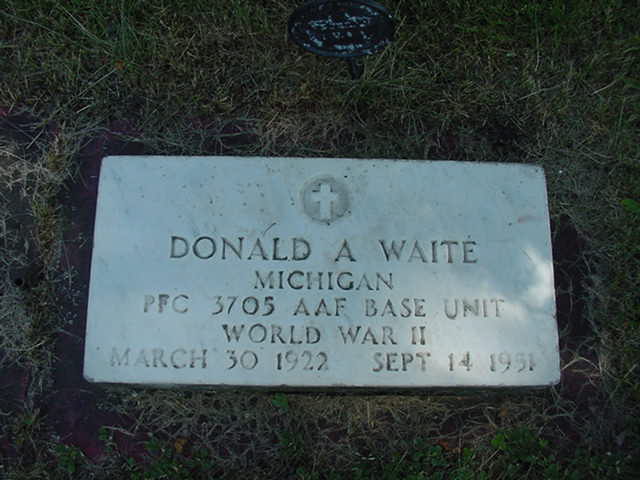 DONALD A WAITE
MICHIGAN
PFC 3705 AAF BASE UNIT
WORLD WAR II
MARCH 30 1922 SEPT 14 1951